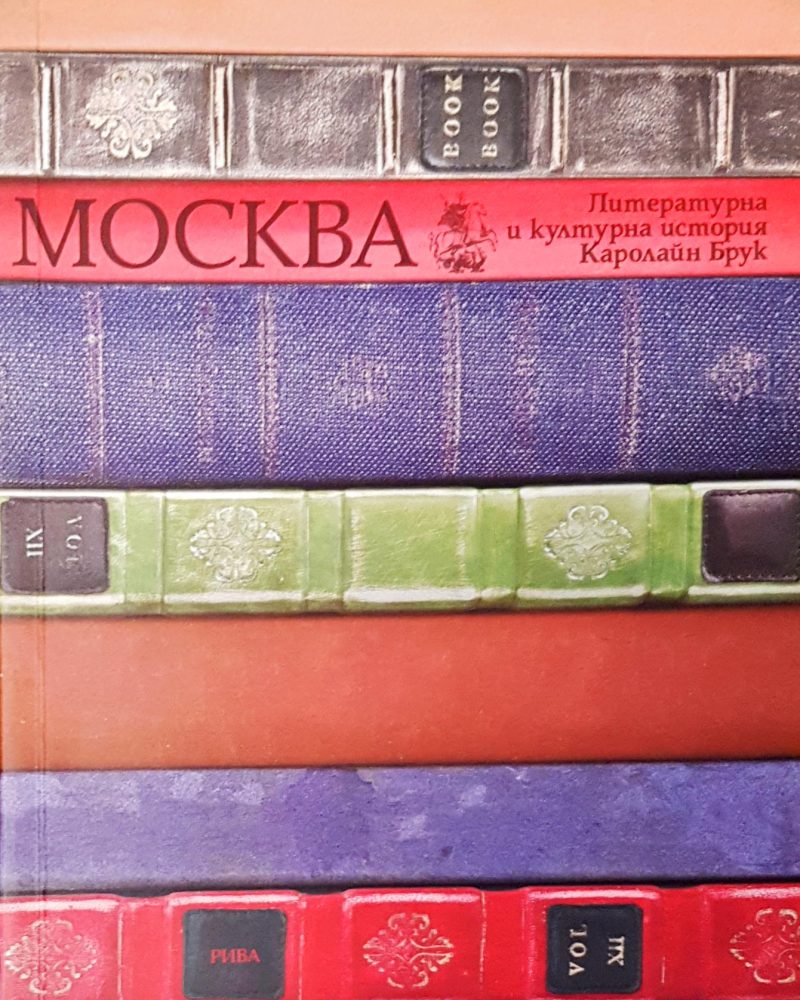 BOOK
BOOK
МОСКВА
Литературна
и културна история
Каролайн Брук
VOL
XII
РИВА
VOL
XII